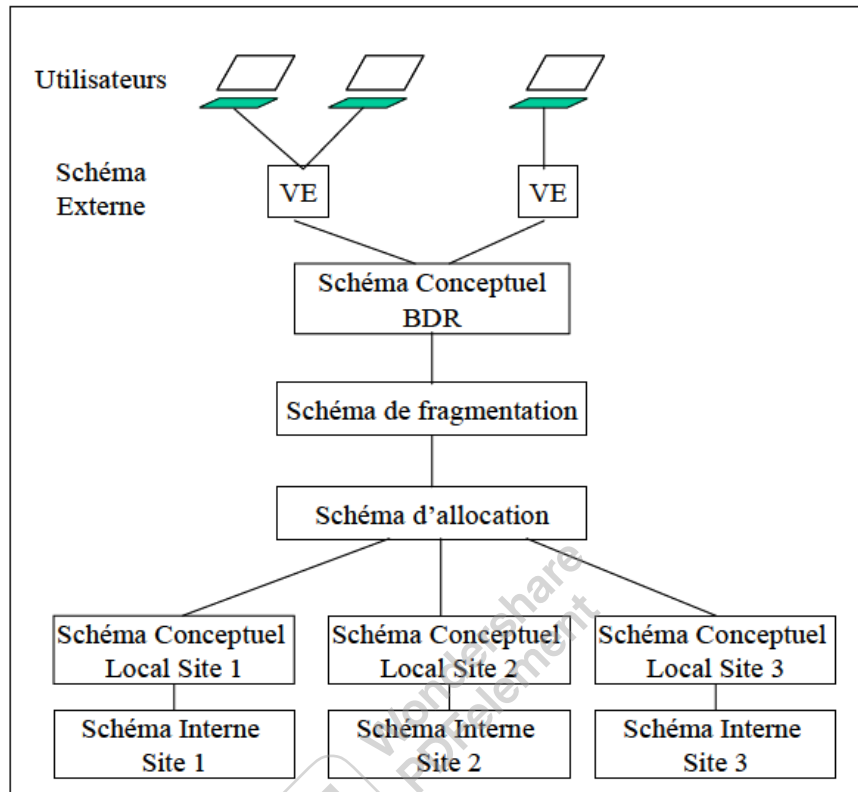 Utilisateurs
Schéma
Externe
VE
VE
Schéma Conceptuel
BDR
Schéma de fragmentation
Schéma d'allocation
Schéma Conceptuel
Local Site 1
Schéma Conceptuel
Local Site 2
Schéma Conceptuel
Local Site 3
Schéma Interne
Site 1
Schéma Interne
Site 2
Schéma Interne
Site 3
Wondershare
PDFelement